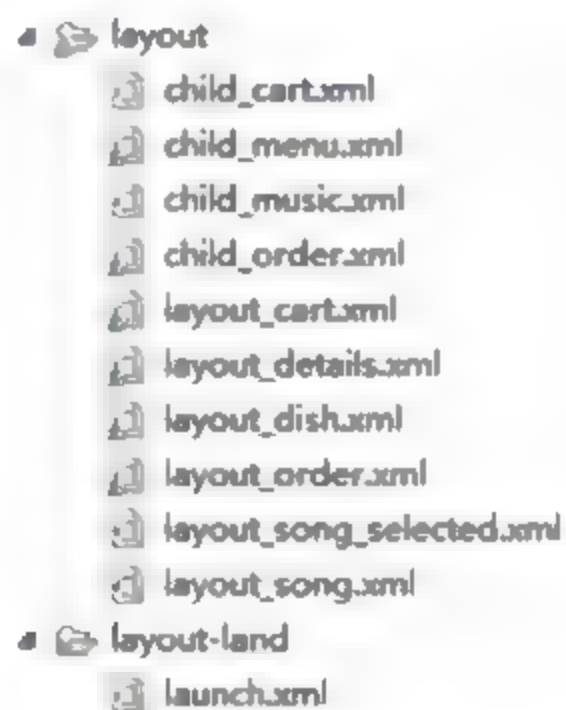 layout
child_cart.xml
child_menu.xml
child_music.xml
child_order.xml
layout_cart.xml
layout_details.xml
layout_dish.xml
layout_order.xml
layout_song_selected.xml
layout_song.xml
layout-land
launch.xml